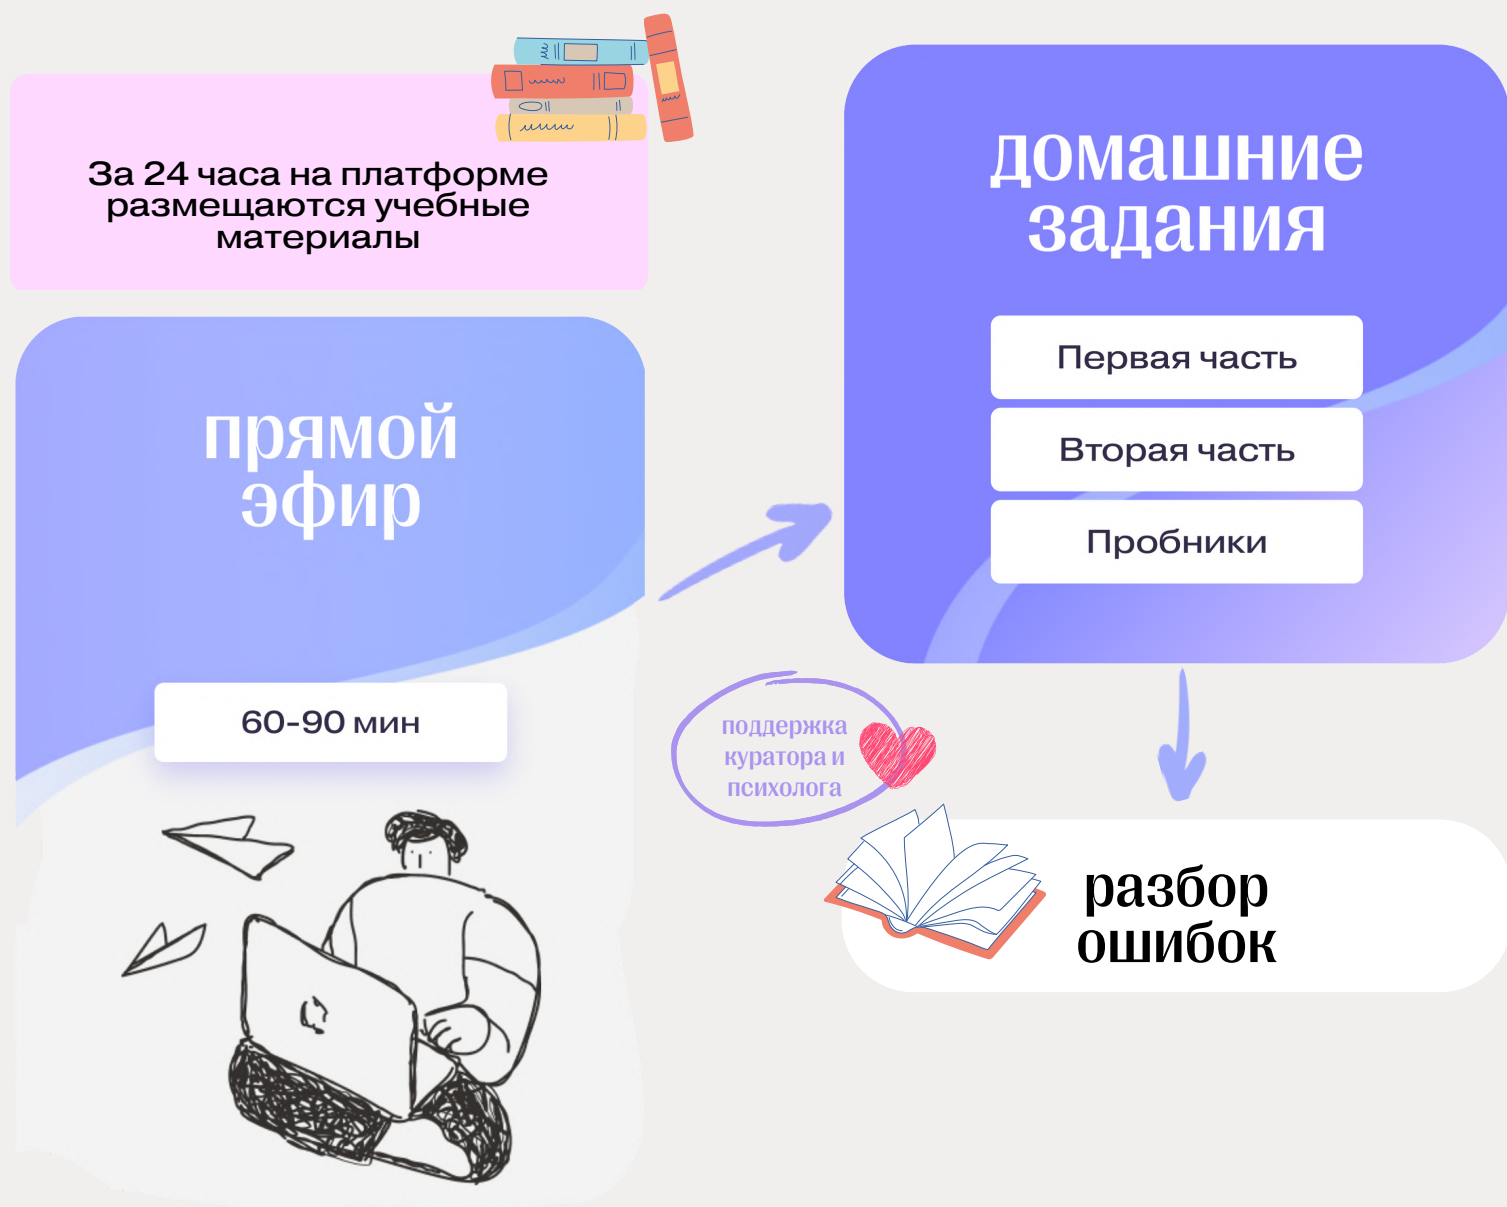 За 24 часа на платформе
размещаются учебные
материалы
прямой
эфир
60-90 мин
домашние
задания
Первая часть
Вторая часть
Пробники
поддержка
куратора и
психолога
разбор
ошибок